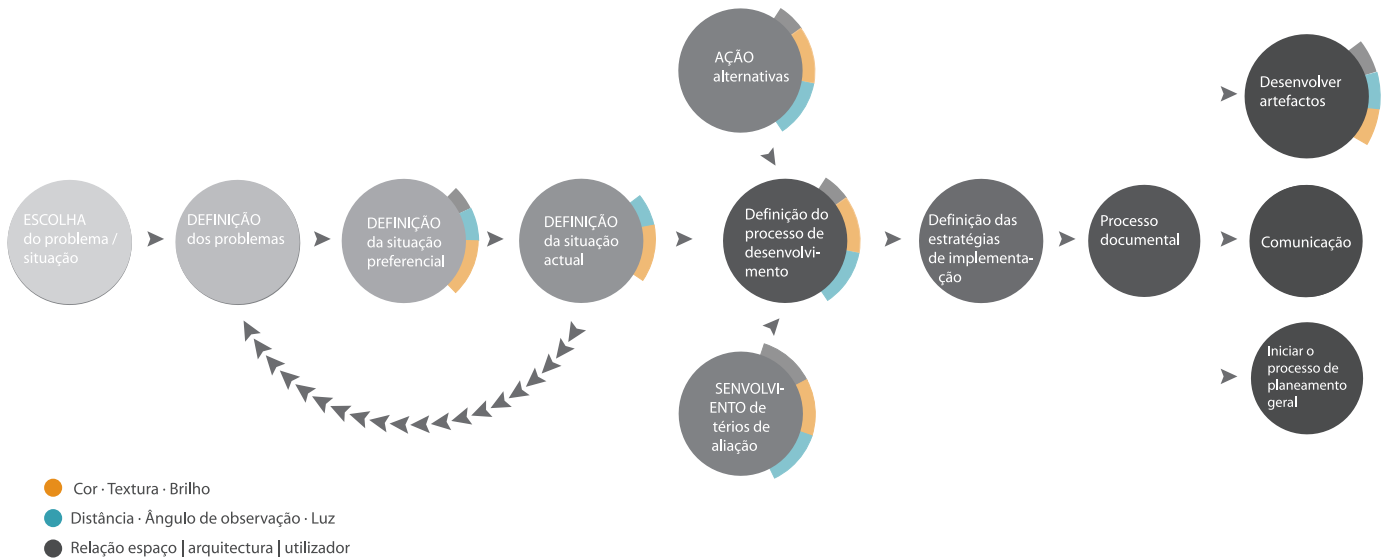 AÇÃO
alternativas
Desenvolver
artefactos
ESCOLHA
do problema /
situação
DEFINIÇÃO
dos problemas
DEFINIÇÃO
da situação
preferencial
DEFINIÇÃO
da situação
actual
Definição do
processo de
desenvolvi-
mento
Definição das
estratégias
de implementa-
ção
Processo
documental
Comunicação
SENVOLVI-
ENTO de
térios de
aliação
Iniciar o
processo de
planeamento
geral
Cor · Textura · Brilho
Distância · Ângulo de observação · Luz
Relação espaço | arquitectura | utilizador